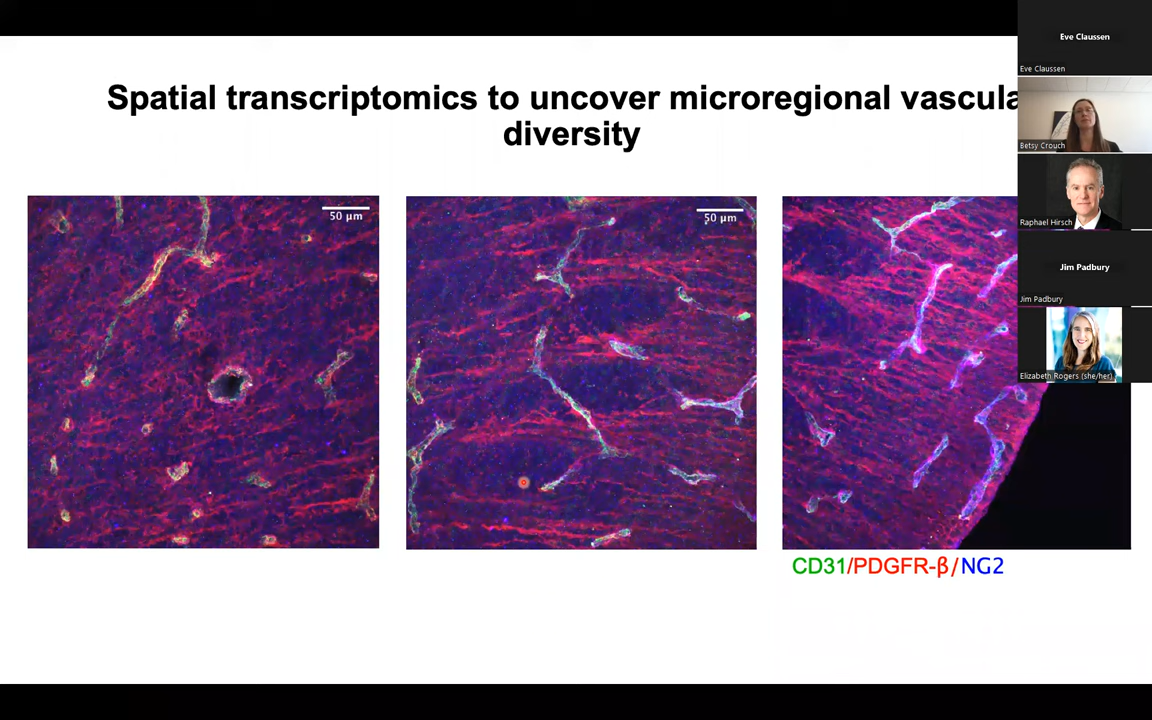 Spatial transcriptomics to uncover microregional vascula
diversity
50 µm
50 µm
CD31/PDGFR-β/NG2
Eve Claussen
Eve Claussen
Betsy Crouch
Raphael Hirsch
Jim Padbury
Jim Padbury
Elizabeth Rogers (she/her)